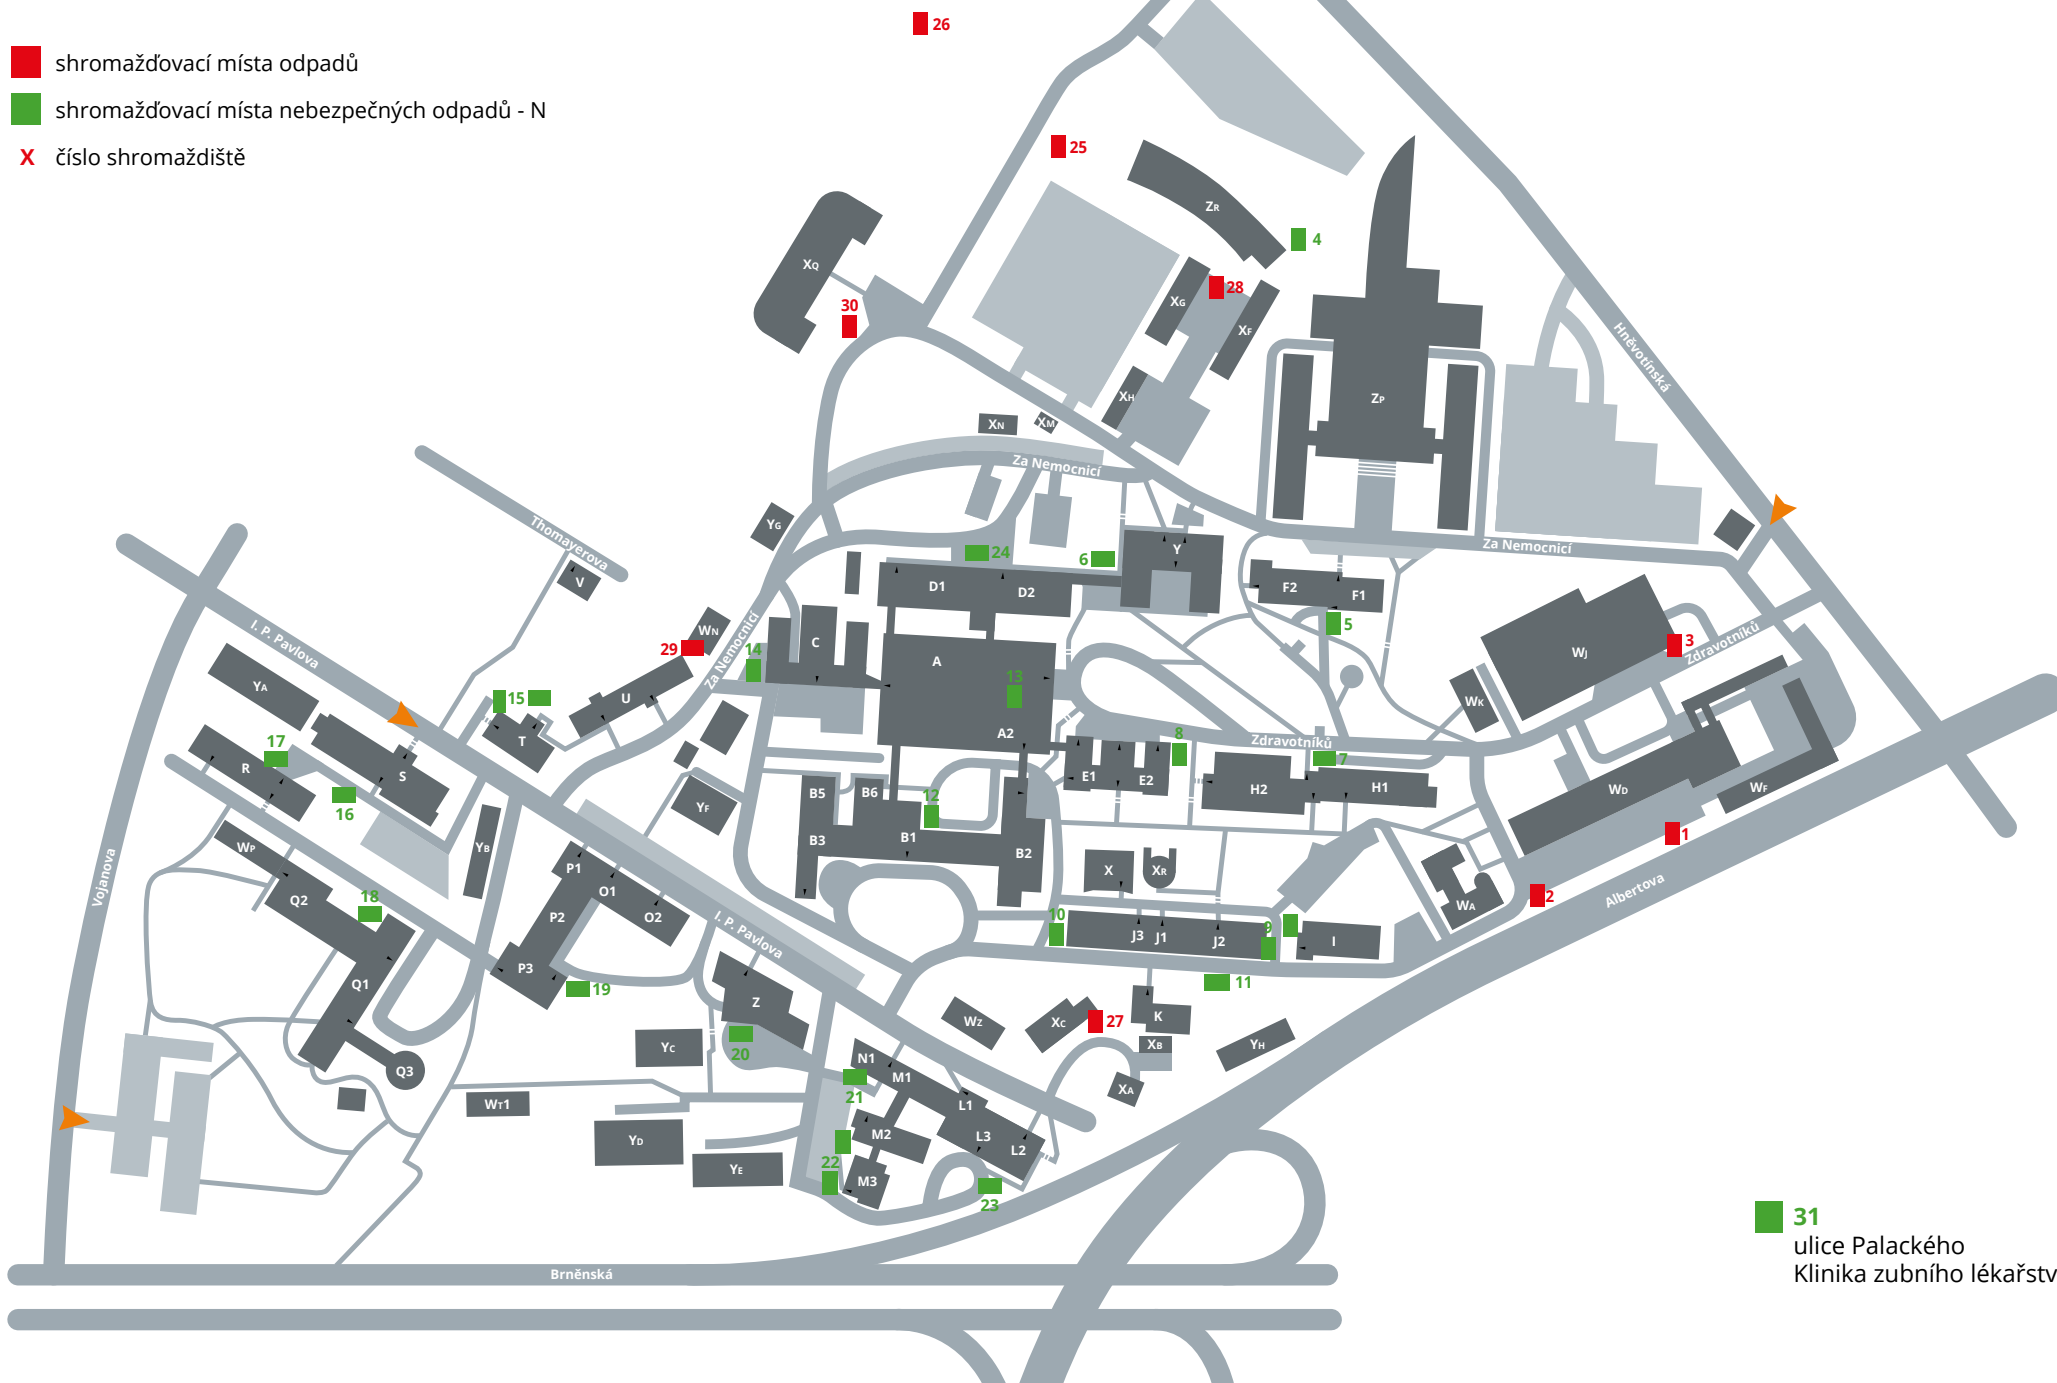 26
shromažďovací místa odpadů
shromažďovací místa nebezpečných odpadů - N
X číslo shromaždiště
25
ZR
4
XQ
28
XG
30
XF
Hněvotínská
XH
ZP
XN
XM
Za Nemocnicí
Thomayerova
YG
Y
Za Nemocnicí
24
6
V
D1
D2
F2
F1
I. P. Pavlova
WN
5
29
Za Nemocnicí
C
14
A
WJ
3
Zdravotníků
13
YA
15
U
WK
T
A2
8
Zdravotníků
17
R
S
7
E1
E2
H2
H1
WD
WF
16
YF
B5
B6
12
B1
B3
B2
1
Vojanova
WP
YB
P1
O1
X
XR
Q2
18
P2
O2
I. P. Pavlova
10
J3
J1
J2
9
I
WA
2
Albertova
P3
Q1
19
11
Z
WZ
XC
27
K
20
YC
XB
YH
Q3
N1
M1
XA
21
WT1
L1
M2
L3
L2
YD
22
YE
M3
23
31
ulice Palackého
Klinika zubního lékařstv
Brněnská